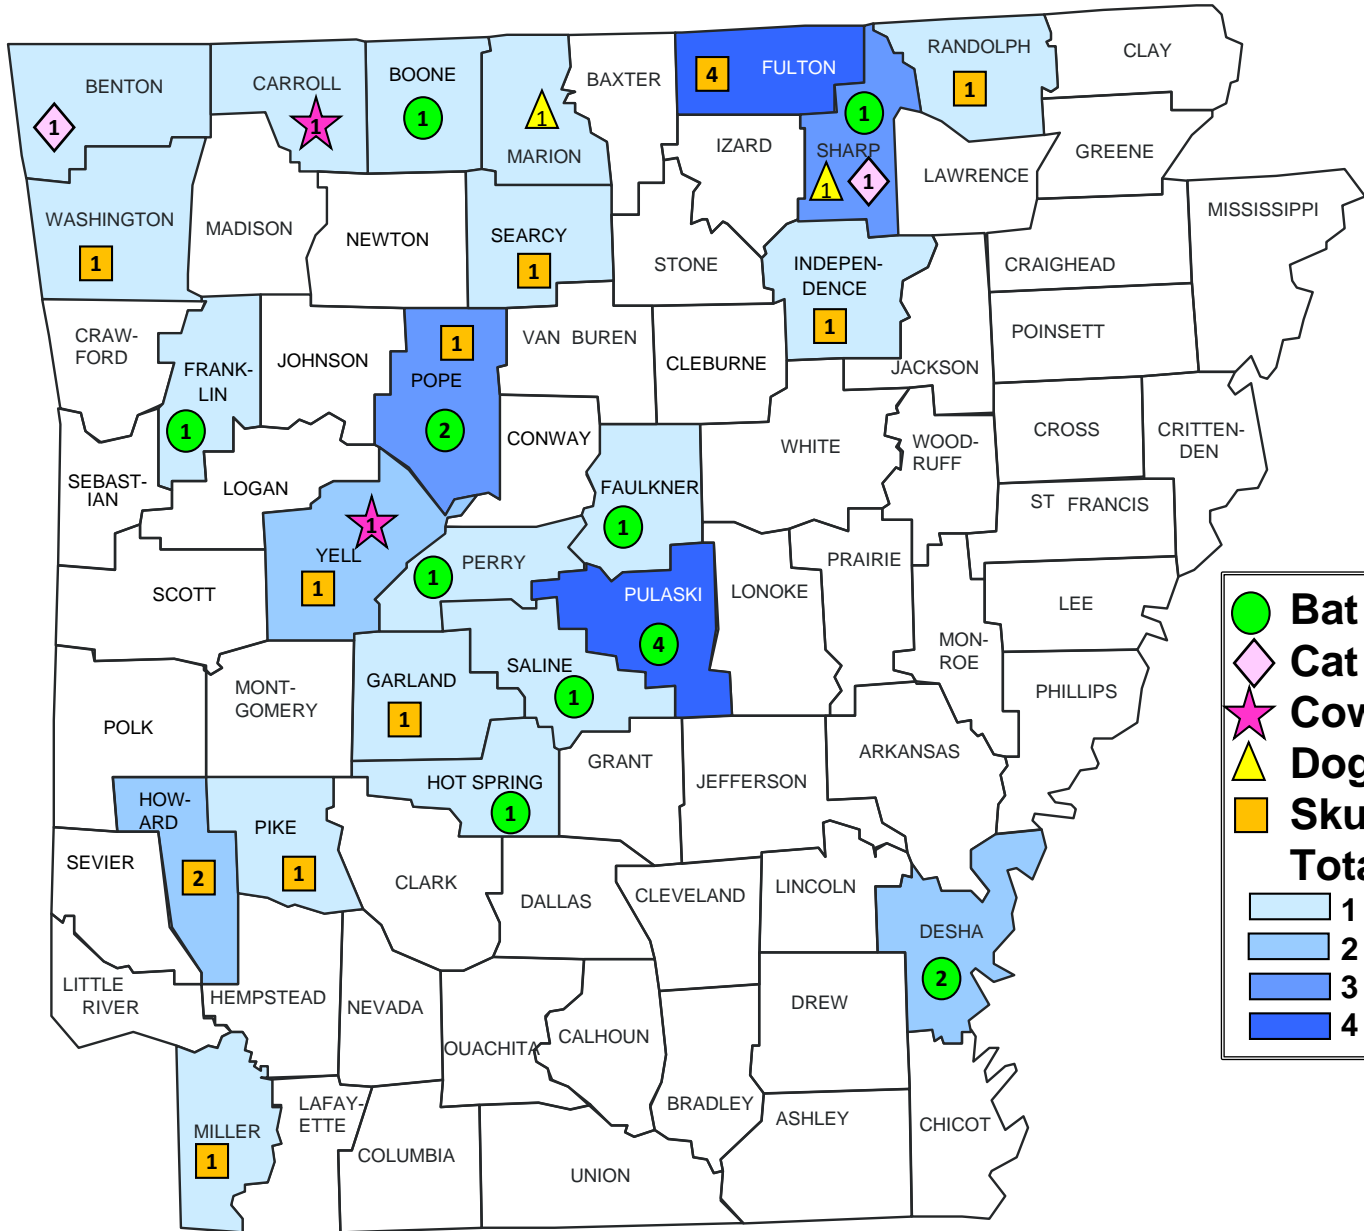 BENTON
1
CARROLL
1
BOONE
1
MARION
1
BAXTER
FULTON
4
SHARP
1
1
1
RANDOLPH
1
CLAY
IZARD
LAWRENCE
GREENE
MISSISSIPPI
WASHINGTON
1
MADISON
NEWTON
SEARCY
1
STONE
INDEPEN-
DENCE
1
CRAIGHEAD
POINSETT
JACKSON
CRAW-
FORD
FRANK-
LIN
1
JOHNSON
POPE
1
2
VAN BUREN
CLEBURNE
CONWAY
WHITE
WOOD-
RUFF
CROSS
CRITTEN-
DEN
ST FRANCIS
SEBAST-
IAN
LOGAN
YELL
1
1
FAULKNER
1
PERRY
1
PULASKI
4
LONOKE
PRAIRIE
LEE
MON-
ROE
PHILLIPS
SCOTT
POLK
MONT-
GOMERY
GARLAND
1
SALINE
1
HOT SPRING
1
GRANT
JEFFERSON
ARKANSAS
HOW-
ARD
2
PIKE
1
SEVIER
CLARK
DALLAS
CLEVELAND
LINCOLN
DESHA
2
LITTLE
RIVER
HEMPSTEAD
NEVADA
OUACHITA
CALHOUN
BRADLEY
DREW
ASHLEY
CHICOT
MILLER
1
LAFAY-
ETTE
COLUMBIA
UNION
Bat
Cat
Cow
Dog
Sku
Tota
1
2
3
4